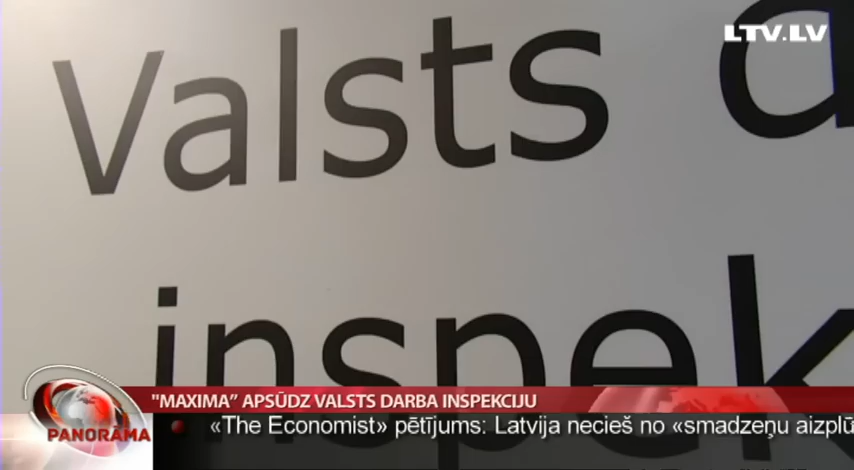 LTV.LV
Valsts d
inspek
"MAXIMA” APSŪDZ VALSTS DARBA INSPEKCIJU
PANORĀMA
«The Economist» pētījums: Latvija necieš no «smadzeņu aizplū